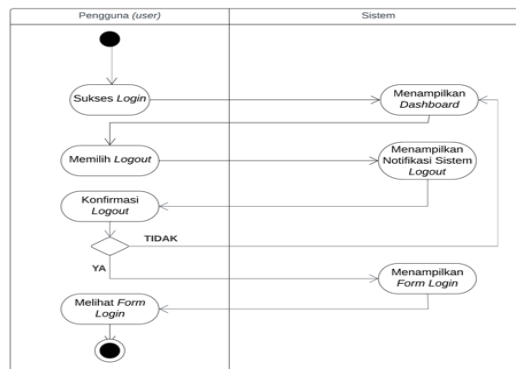 Pengguna (user)
Sistem
Sukses Login
Menampilkan
Dashboard
Memilih Logout
Menampilkan
Notifikasi Sistem
Logout
Konfirmasi
Logout
TIDAK
YA
Menampilkan
Form Login
Melihat Form
Login